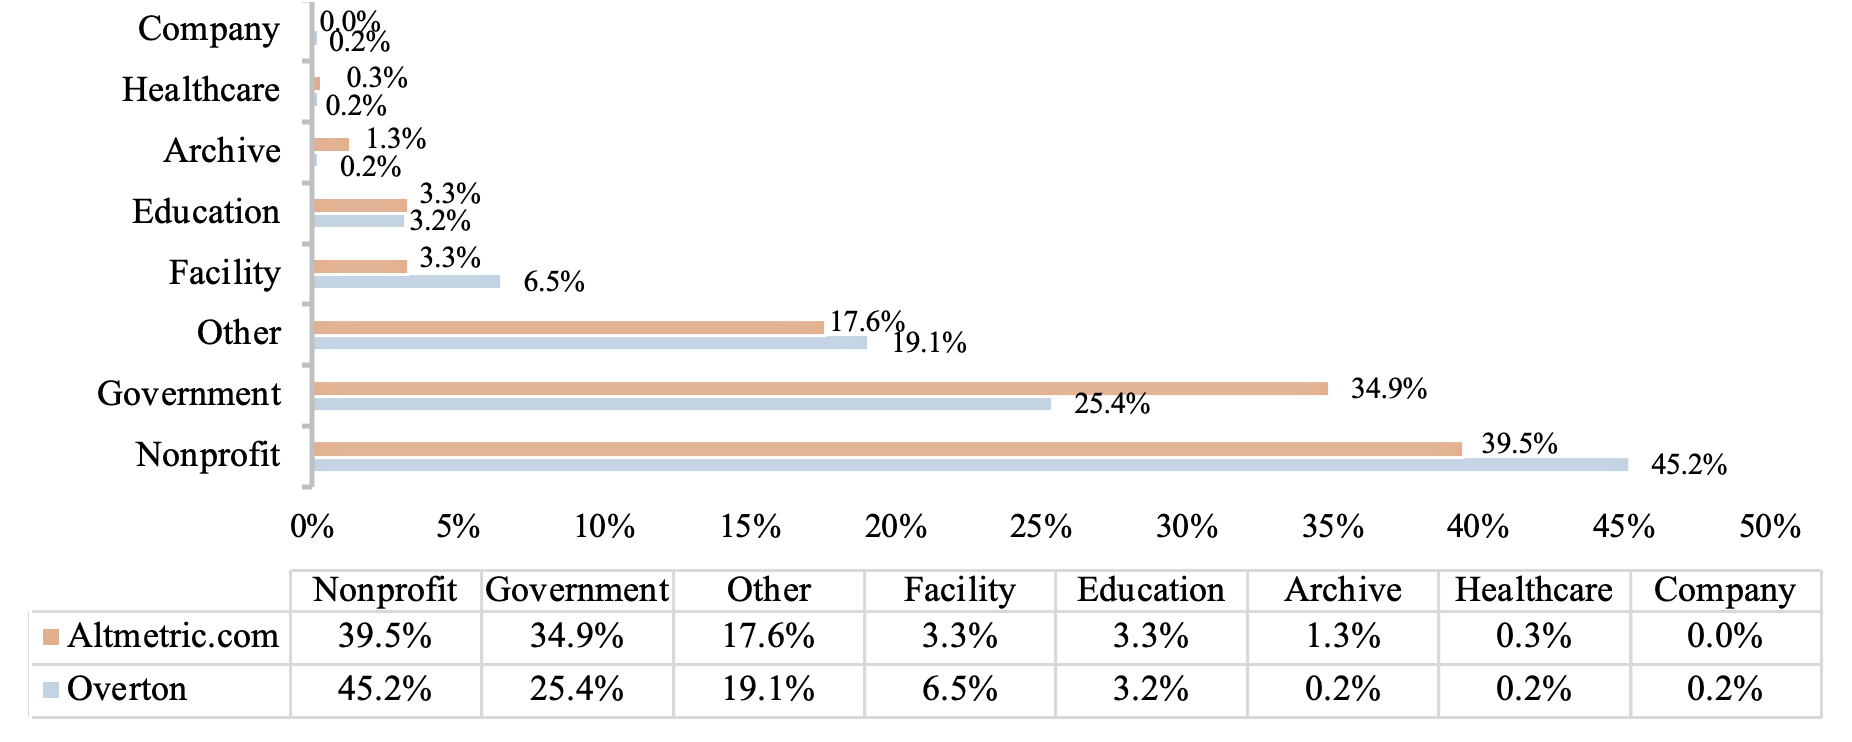 Company 0.0%
0.2%
Healthcare 0.3%
0.2%
Archive 1.3%
0.2%
Education 3.3%
3.2%
Facility 3.3%
6.5%
Other 17.6%
19.1%
Government 34.9%
25.4%
Nonprofit 39.5%
45.2%
0% 5% 10% 15% 20% 25% 30% 35% 40% 45% 50%
Nonprofit Government Other Facility Education Archive Healthcare Company
Altmetric.com 39.5% 34.9% 17.6% 3.3% 3.3% 1.3% 0.3% 0.0%
Overton 45.2% 25.4% 19.1% 6.5% 3.2% 0.2% 0.2% 0.2%